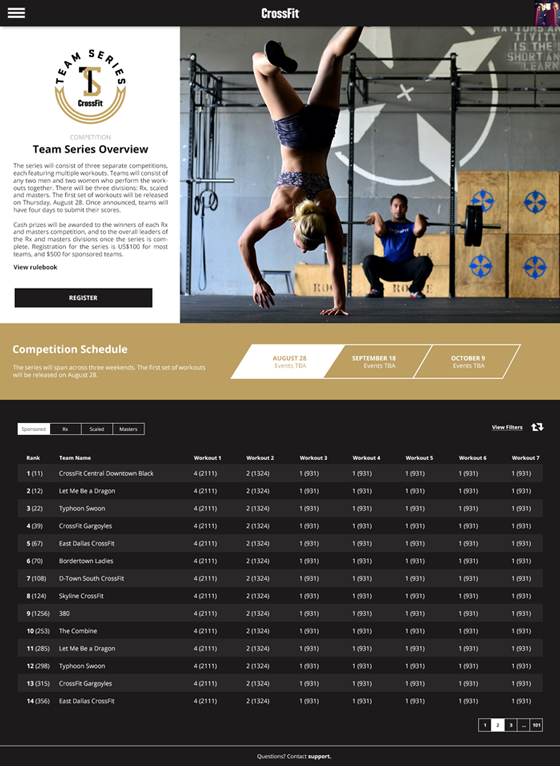 CrossFit
NATIONS AN
TIVITY
IS THE
SHORT AN
LEARN
TEAM SERIES
TS
CrossFit
COMPETITION
Team Series Overview
The series will consist of three separate competitions,
each featuring multiple workouts. Teams will consist of
any two men and two women who perform the work-
outs together. There will be three divisions: Rx, scaled
and masters. The first set of workouts will be released
on Thursday, August 28. Once announced, teams will
have four days to submit their scores.
Cash prizes will be awarded to the winners of each Rx
and masters competition, and to the overall leaders of
the Rx and masters divisions once the series is com-
plete. Registration for the series is US$100 for most
teams, and $500 for sponsored teams.
View rulebook
REGISTER
Competition Schedule
The series will span across three weekends. The first set of workouts
will be released on August 28.
AUGUST 28 SEPTEMBER 18 OCTOBER 9
Events TBA Events TBA Events TBA
Sponsored Rx Scaled Masters View Filters
Rank Team Name Workout 1 Workout 2 Workout 3 Workout 4 Workout 5 Workout 6 Workout 7
1 (11) CrossFit Central Downtown Black 4 (2111) 2 (1324) 1 (931) 1 (931) 1 (931) 1 (931) 1 (931)
2 (12) Let Me Be a Dragon 4 (2111) 2 (1324) 1 (931) 1 (931) 1 (931) 1 (931) 1 (931)
3 (22) Typhoon Swoon 4 (2111) 2 (1324) 1 (931) 1 (931) 1 (931) 1 (931) 1 (931)
4 (39) CrossFit Gargoyles 4 (2111) 2 (1324) 1 (931) 1 (931) 1 (931) 1 (931) 1 (931)
5 (67) East Dallas CrossFit 4 (2111) 2 (1324) 1 (931) 1 (931) 1 (931) 1 (931) 1 (931)
6 (70) Bordertown Ladies 4 (2111) 2 (1324) 1 (931) 1 (931) 1 (931) 1 (931) 1 (931)
7 (108) D-Town South CrossFit 4 (2111) 2 (1324) 1 (931) 1 (931) 1 (931) 1 (931) 1 (931)
8 (124) Skyline CrossFit 4 (2111) 2 (1324) 1 (931) 1 (931) 1 (931) 1 (931) 1 (931)
9 (1256) 380 4 (2111) 2 (1324) 1 (931) 1 (931) 1 (931) 1 (931) 1 (931)
10 (253) The Combine 4 (2111) 2 (1324) 1 (931) 1 (931) 1 (931) 1 (931) 1 (931)
11 (285) Let Me Be a Dragon 4 (2111) 2 (1324) 1 (931) 1 (931) 1 (931) 1 (931) 1 (931)
12 (298) Typhoon Swoon 4 (2111) 2 (1324) 1 (931) 1 (931) 1 (931) 1 (931) 1 (931)
13 (315) CrossFit Gargoyles 4 (2111) 2 (1324) 1 (931) 1 (931) 1 (931) 1 (931) 1 (931)
14 (356) East Dallas CrossFit 4 (2111) 2 (1324) 1 (931) 1 (931) 1 (931) 1 (931) 1 (931)
1 2 3 ... 101
Questions? Contact support.